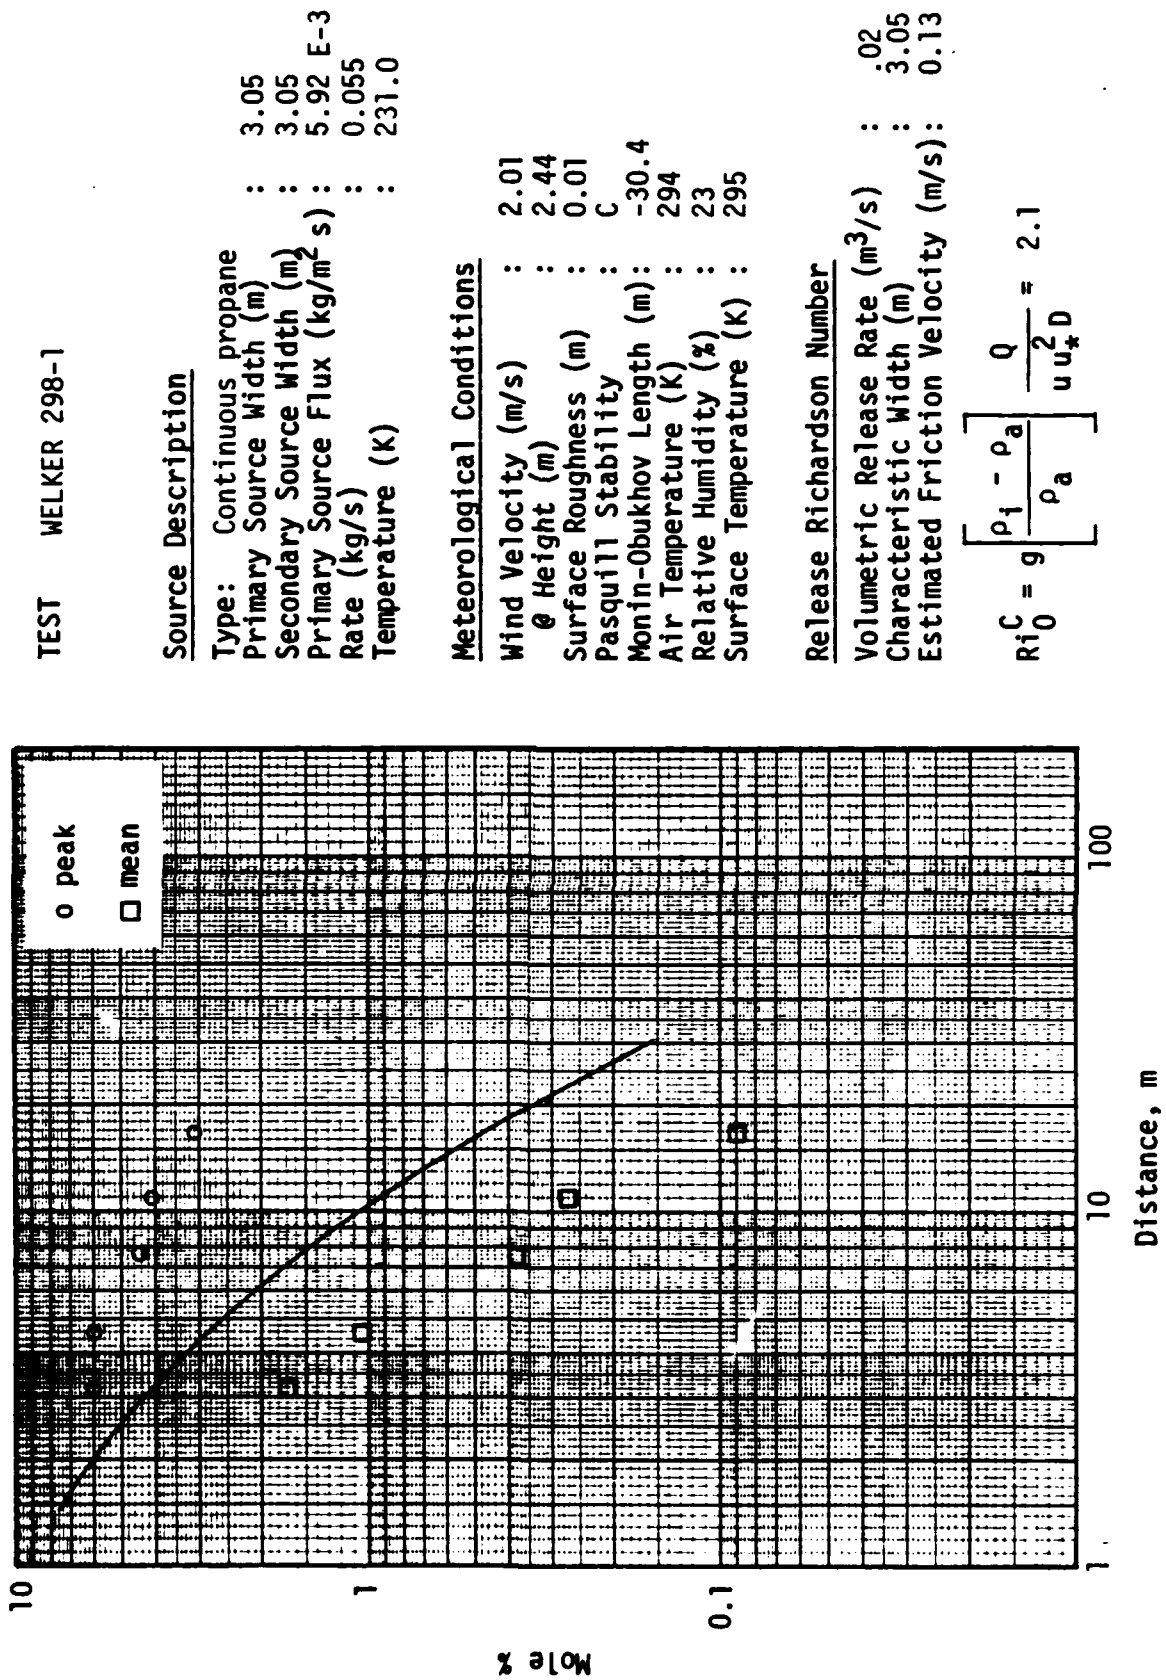 TEST WELKER 298-1
Source Description
Type: Continuous propane
Primary Source Width (m) : 3.05
Secondary Source Width (m) : 3.05
Primary Source Flux (kg/m² s) : 5.92 E-3
Rate (kg/s) : 0.055
Temperature (K) : 231.0
Meteorological Conditions
Wind Velocity (m/s) : 2.01
@ Height (m) : 2.44
Surface Roughness (m) : 0.01
Pasquill Stability : C
Monin-Obukhov Length (m) : -30.4
Air Temperature (K) : 294
Relative Humidity (%) : 23
Surface Temperature (K) : 295
Release Richardson Number
Volumetric Release Rate (m³/s) : .02
Characteristic Width (m) : 3.05
Estimated Friction Velocity (m/s): 0.13
Ri₀ᶜ = g [ (ρᵢ - ρₐ) / ρₐ ] Q / (u u²* D) = 2.1
o peak
□ mean
10
1
0.1
Mole %
1
10
100
Distance, m